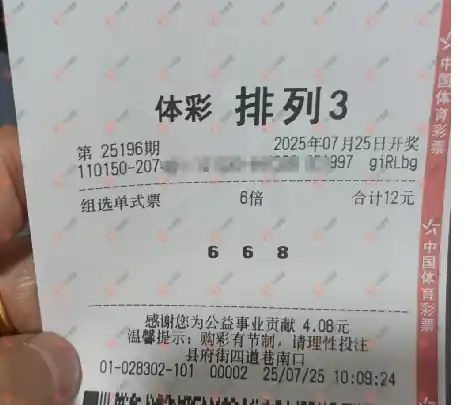 体彩 排列3
第 25196期 2025年07月25日开奖
110150-207 997 giRLbg
组选单式票 6倍 合计12元
6 6 8
感谢您为公益事业贡献 4.08元
温馨提示：购彩有节制，请理性投注
县府街四道巷南口
01-028302-101 00002 25/07/25 10:09:24
中国体育彩票
中国体育彩票